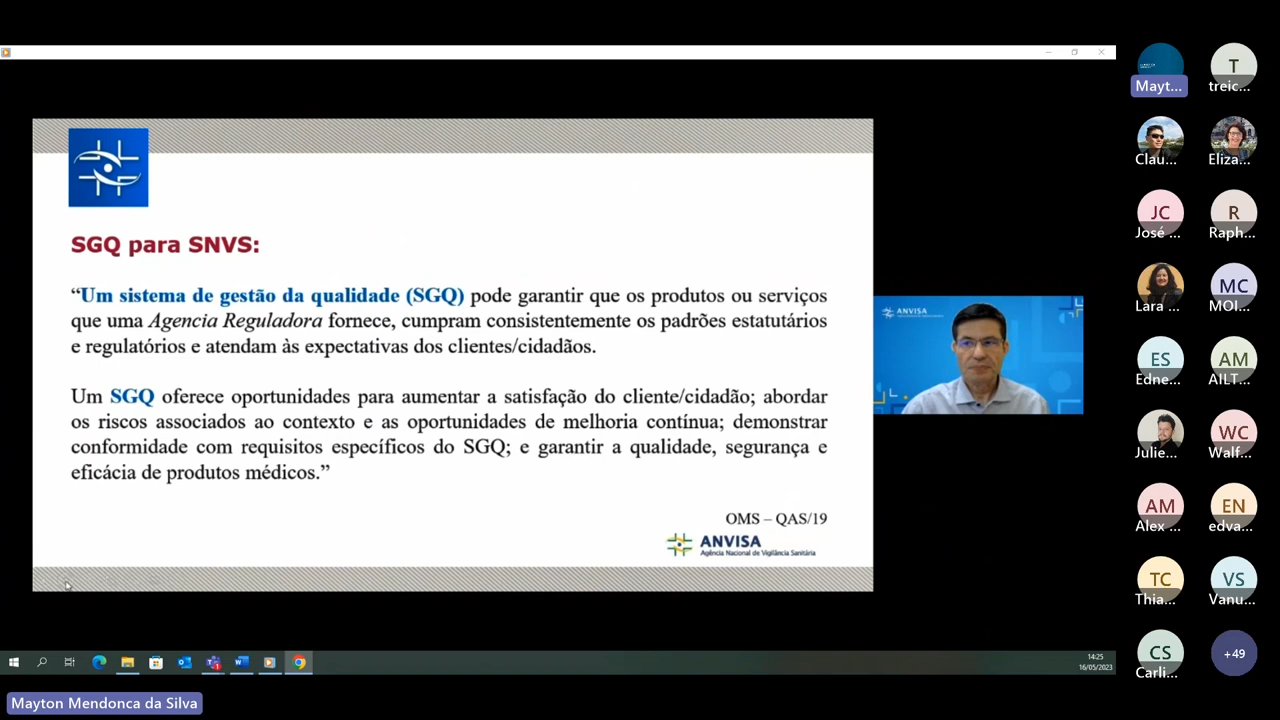 SGQ para SNVS:
“Um sistema de gestão da qualidade (SGQ) pode garantir que os produtos ou serviços
que uma Agencia Reguladora fornece, cumpram consistentemente os padrões estatutários
e regulatórios e atendam às expectativas dos clientes/cidadãos.
Um SGQ oferece oportunidades para aumentar a satisfação do cliente/cidadão; abordar
os riscos associados ao contexto e as oportunidades de melhoria contínua; demonstrar
conformidade com requisitos específicos do SGQ; e garantir a qualidade, segurança e
eficácia de produtos médicos.”
OMS – QAS/19
ANVISA
Agência Nacional de Vigilância Sanitária
ANVISA
Mayt...
T
treic...
Clau...
Eliza...
JC
José ...
R
Raph...
Lara ...
MC
MOI...
ES
Edne...
AM
AILT...
Julie...
WC
Walf...
AM
Alex ...
EN
edva...
TC
Thia...
VS
Vanu...
CS
Carli...
+49
14:25
16/05/2023
Mayton Mendonca da Silva